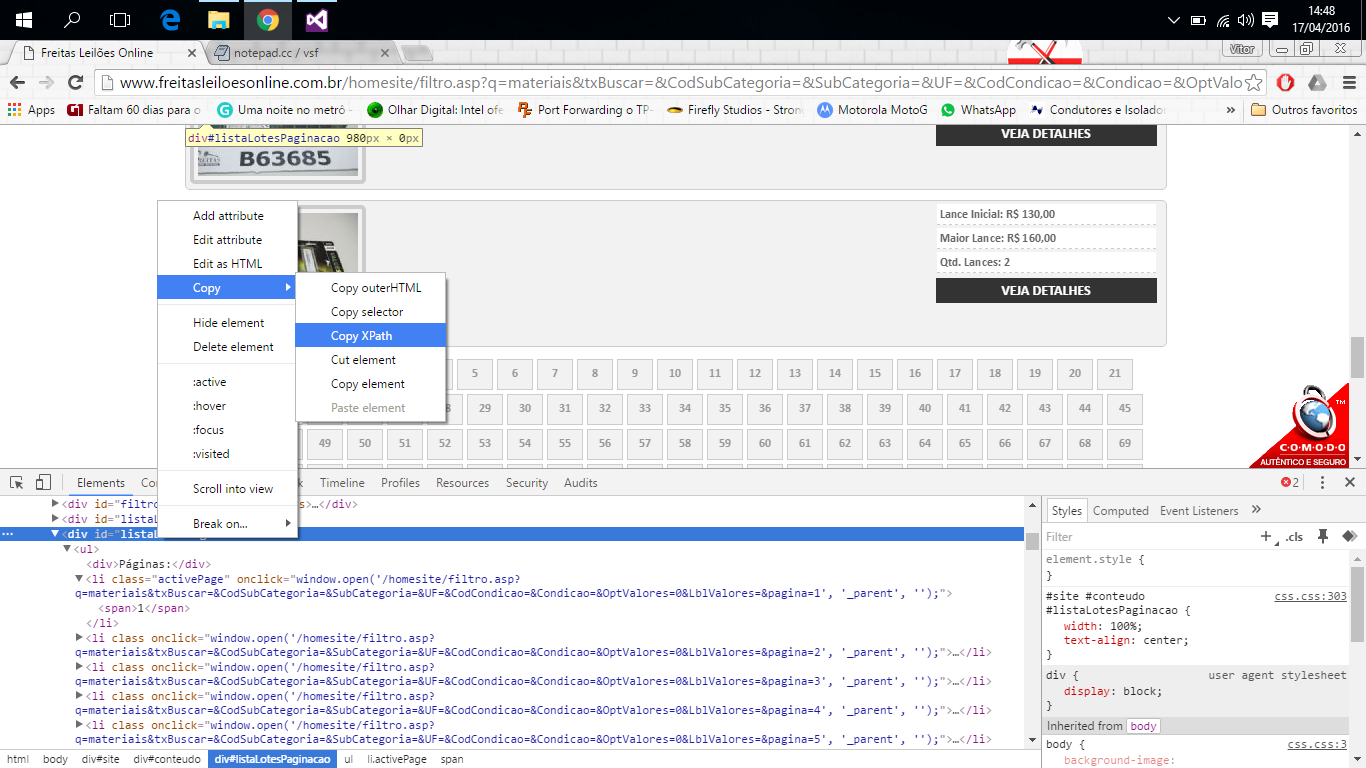 14:48
17/04/2016
Freitas Leilões Online
notepad.cc / vsf
Vitor
www.freitasleiloesonline.com.br/homesite/filtro.asp?q=materiais&txBuscar=&CodSubCategoria=&SubCategoria=&UF=&CodCondicao=&Condicao=&OptValo
Apps
Faltam 60 dias para o
Uma noite no metrô -
Olhar Digital: Intel ofe
Port Forwarding o TP-
Firefly Studios - Stron
Motorola MotoG
WhatsApp
Condutores e Isolador
»
Outros favoritos
div#listaLotesPaginacao 980px × 0px
B63685
VEJA DETALHES
Lance Inicial: R$ 130,00
Maior Lance: R$ 160,00
Qtd. Lances: 2
VEJA DETALHES
Add attribute
Edit attribute
Edit as HTML
Copy
Hide element
Delete element
:active
:hover
:focus
:visited
Scroll into view
Break on...
Copy outerHTML
Copy selector
Copy XPath
Cut element
Copy element
Paste element
5 6 7 8 9 10 11 12 13 14 15 16 17 18 19 20 21
29 30 31 32 33 34 35 36 37 38 39 40 41 42 43 44 45
49 50 51 52 53 54 55 56 57 58 59 60 61 62 63 64 65 66 67 68 69
TM
C·O·M·O·D·O
AUTÊNTICO E SEGURO
Elements Timeline Profiles Resources Security Audits
2
<div id="filtro s>…</div>
<div id="listaL
<div id="listaL
<ul>
<div>Páginas:</div>
<li class="activePage" onclick="window.open('/homesite/filtro.asp?
q=materiais&txBuscar=&CodSubCategoria=&SubCategoria=&UF=&CodCondicao=&Condicao=&OptValores=0&LblValores=&pagina=1', '_parent', '');">
<span>1</span>
</li>
<li class onclick="window.open('/homesite/filtro.asp?
q=materiais&txBuscar=&CodSubCategoria=&SubCategoria=&UF=&CodCondicao=&Condicao=&OptValores=0&LblValores=&pagina=2', '_parent', '');">…</li>
<li class onclick="window.open('/homesite/filtro.asp?
q=materiais&txBuscar=&CodSubCategoria=&SubCategoria=&UF=&CodCondicao=&Condicao=&OptValores=0&LblValores=&pagina=3', '_parent', '');">…</li>
<li class onclick="window.open('/homesite/filtro.asp?
q=materiais&txBuscar=&CodSubCategoria=&SubCategoria=&UF=&CodCondicao=&Condicao=&OptValores=0&LblValores=&pagina=4', '_parent', '');">…</li>
<li class onclick="window.open('/homesite/filtro.asp?
q=materiais&txBuscar=&CodSubCategoria=&SubCategoria=&UF=&CodCondicao=&Condicao=&OptValores=0&LblValores=&pagina=5', '_parent', '');">…</li>
html body div#site div#conteudo div#listaLotesPaginacao ul li.activePage span
Styles Computed Event Listeners »
Filter
.cls
element.style {
}
#site #conteudo css.css:303
#listaLotesPaginacao {
width: 100%;
text-align: center;
}
div { user agent stylesheet
display: block;
}
Inherited from body
body { css.css:3
background-image: